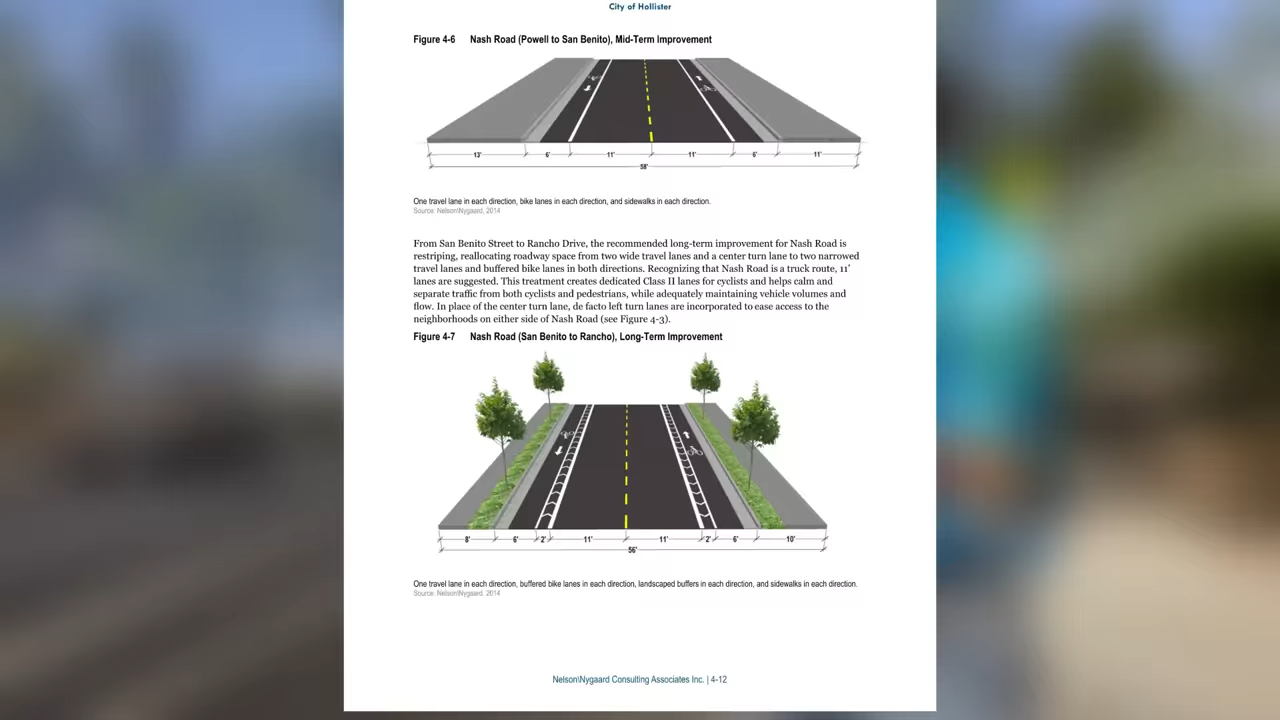 City of Hollister
Figure 4-6 Nash Road (Powell to San Benito), Mid-Term Improvement
13' 6' 11' 11' 6' 11'
58'
One travel lane in each direction, bike lanes in each direction, and sidewalks in each direction.
Source: Nelson\Nygaard, 2014
From San Benito Street to Rancho Drive, the recommended long-term improvement for Nash Road is
restriping, reallocating roadway space from two wide travel lanes and a center turn lane to two narrowed
travel lanes and buffered bike lanes in both directions. Recognizing that Nash Road is a truck route, 11'
lanes are suggested. This treatment creates dedicated Class II lanes for cyclists and helps calm and
separate traffic from both cyclists and pedestrians, while adequately maintaining vehicle volumes and
flow. In place of the center turn lane, de facto left turn lanes are incorporated to ease access to the
neighborhoods on either side of Nash Road (see Figure 4-3).
Figure 4-7 Nash Road (San Benito to Rancho), Long-Term Improvement
8' 6' 2' 11' 11' 2' 6' 10'
56'
One travel lane in each direction, buffered bike lanes in each direction, landscaped buffers in each direction, and sidewalks in each direction.
Source: Nelson\Nygaard, 2014
Nelson\Nygaard Consulting Associates Inc. | 4-12